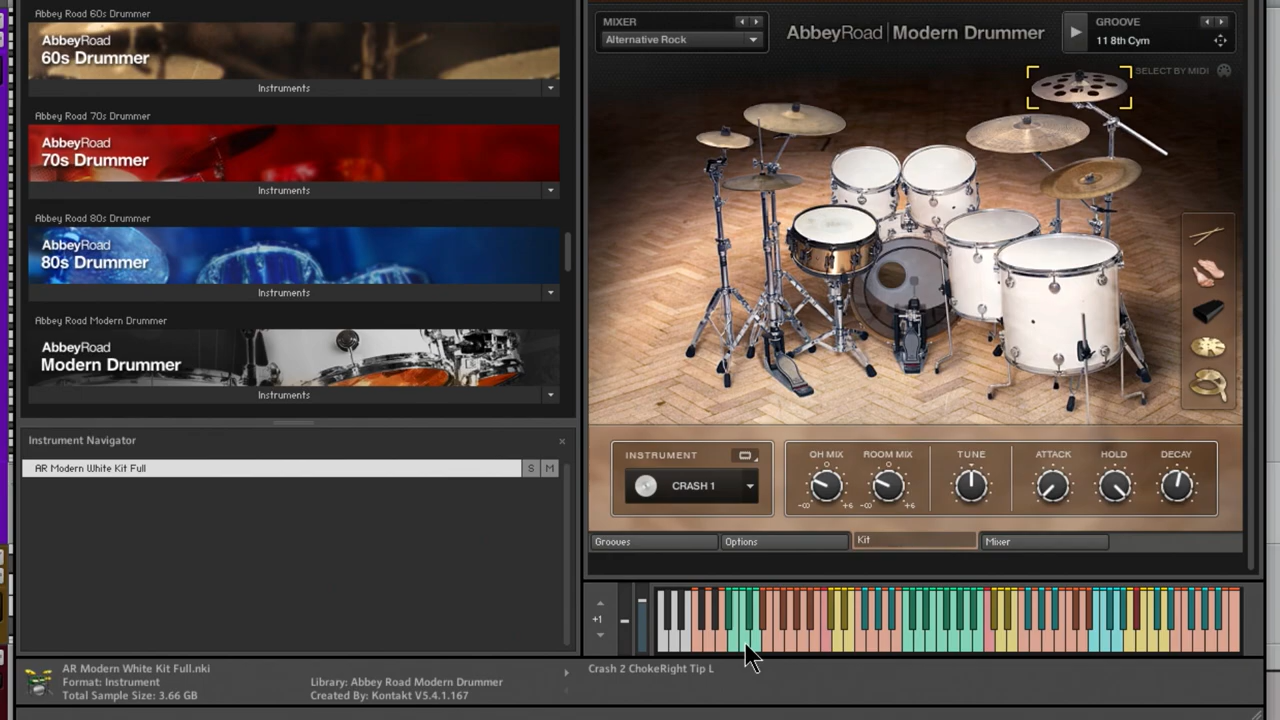 Abbey Road 60s Drummer
AbbeyRoad
60s Drummer
Instruments
Abbey Road 70s Drummer
AbbeyRoad
70s Drummer
Instruments
Abbey Road 80s Drummer
AbbeyRoad
80s Drummer
Instruments
Abbey Road Modern Drummer
AbbeyRoad
Modern Drummer
Instruments
Instrument Navigator
AR Modern White Kit Full
S M
AR Modern White Kit Full.nki
Format: Instrument
Total Sample Size: 3.66 GB
Library: Abbey Road Modern Drummer
Created By: Kontakt V5.4.1.167
MIXER
Alternative Rock
AbbeyRoad | Modern Drummer
GROOVE
11 8th Cym
SELECT BY MIDI
INSTRUMENT
CRASH 1
OH MIX
ROOM MIX
TUNE
ATTACK
HOLD
DECAY
-∞ +6
-∞ +6
Grooves
Options
Kit
Mixer
+1
Crash 2 ChokeRight Tip L